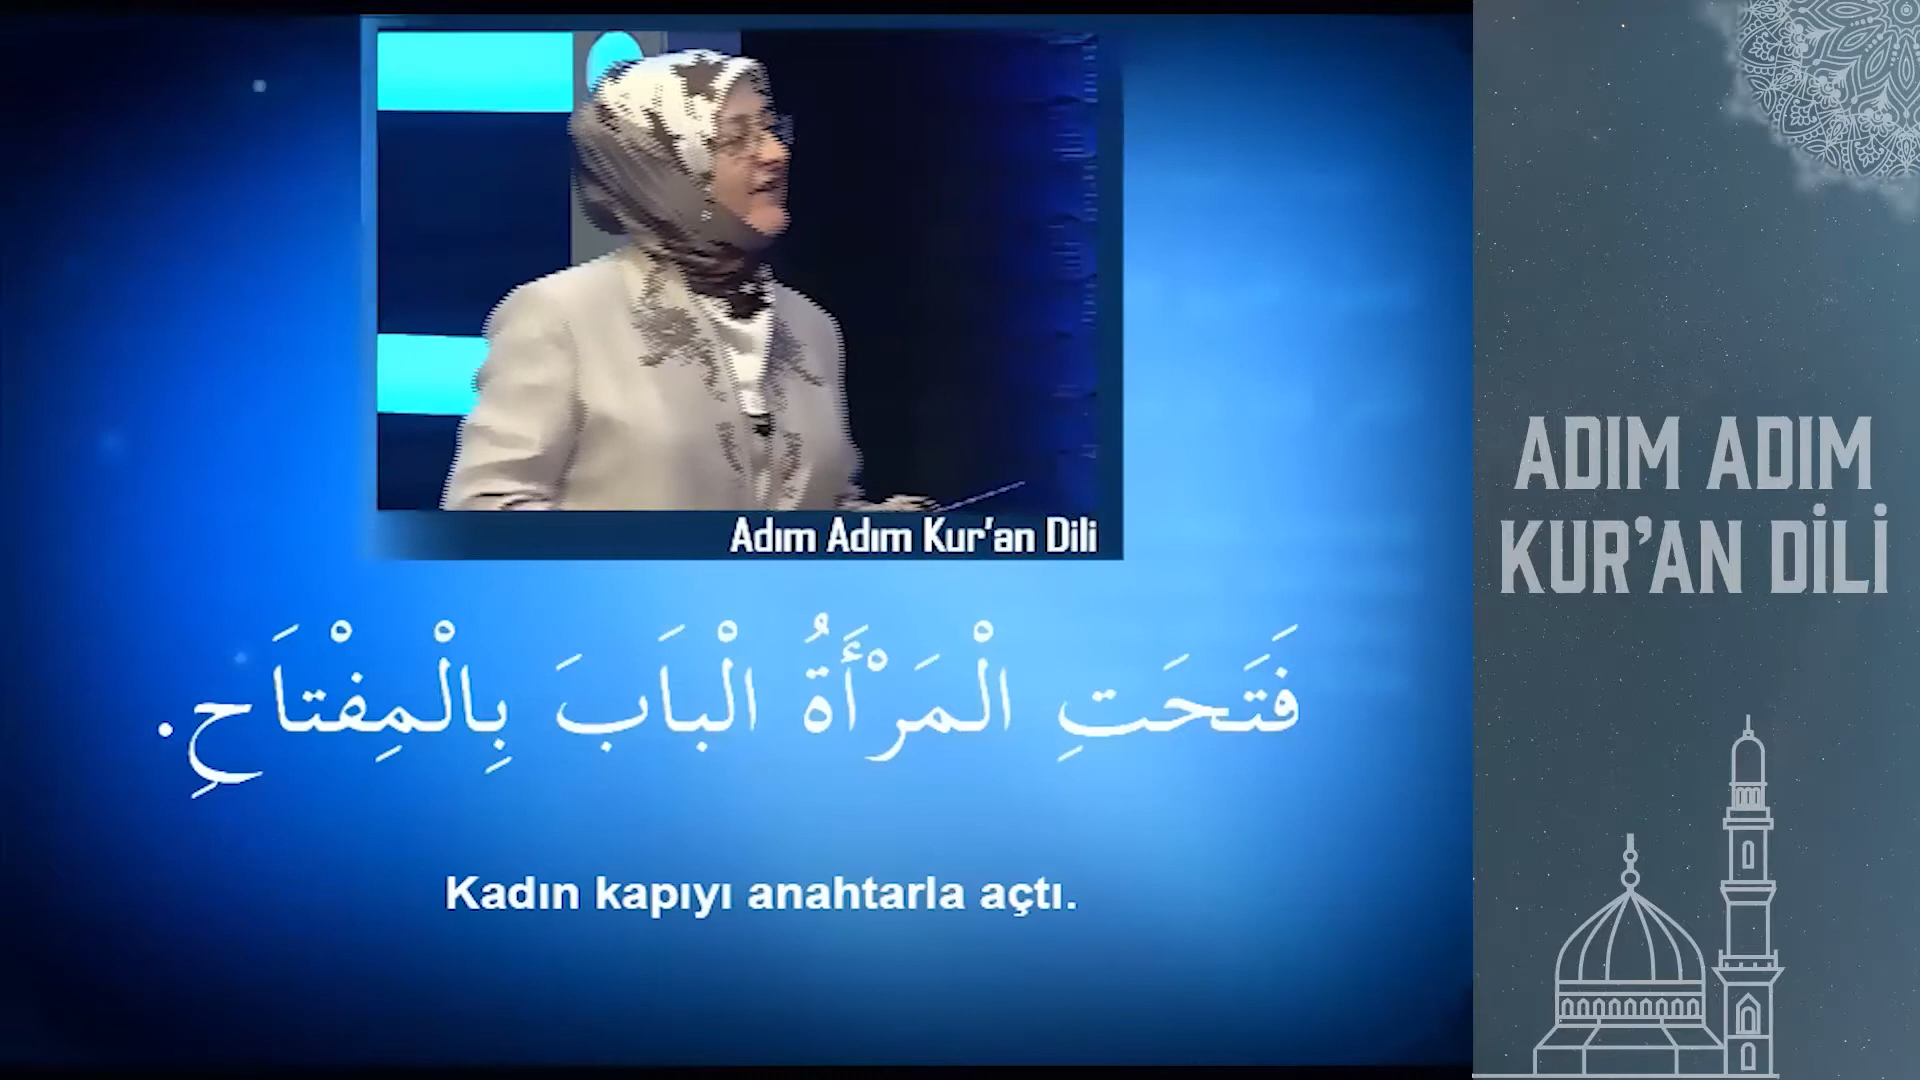 Adım Adım Kur'an Dili
فَتَحَتِ الْمَرْأَةُ الْبَابَ بِالْمِفْتَاحِ.
Kadın kapıyı anahtarla açtı.
ADIM ADIM
KUR'AN DİLİ